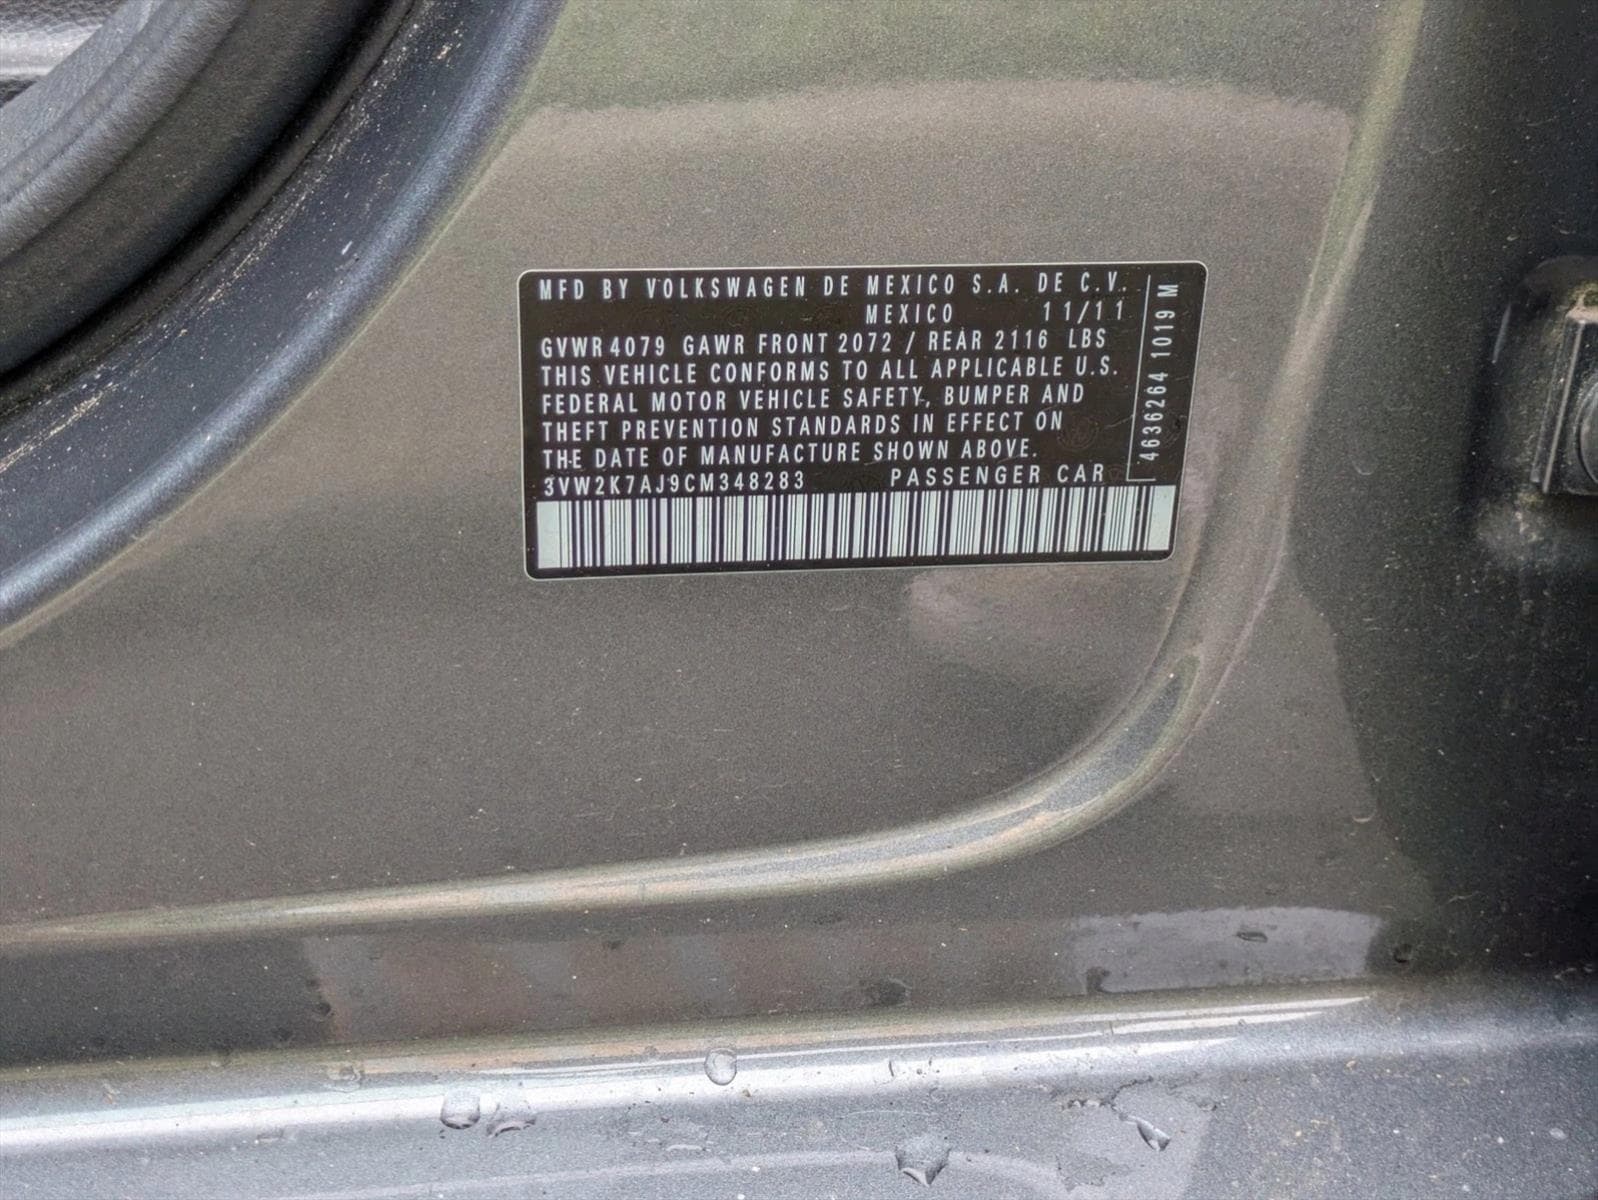 MFD BY VOLKSWAGEN DE MEXICO S.A. DE C.V.
MEXICO 11/11
GVWR 4079 GAWR FRONT 2072 / REAR 2116 LBS
THIS VEHICLE CONFORMS TO ALL APPLICABLE U.S.
FEDERAL MOTOR VEHICLE SAFETY, BUMPER AND
THEFT PREVENTION STANDARDS IN EFFECT ON
THE DATE OF MANUFACTURE SHOWN ABOVE.
3VW2K7AJ9CM348283 PASSENGER CAR
4636264 1019 M